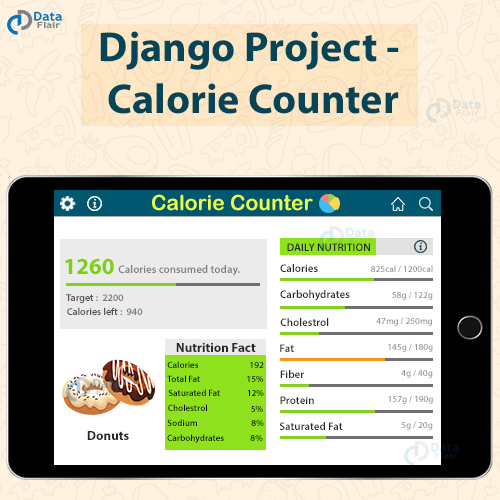 Data
Flair
Django Project -
Calorie Counter
Data
Flair
Calorie Counter
1260 Calories consumed today.
Target : 2200
Calories left : 940
Donuts
Nutrition Fact
Calories 192
Total Fat 15%
Saturated Fat 12%
Cholestrol 5%
Sodium 8%
Carbohydrates 8%
Data
Flair
DAILY NUTRITION
Calories 825cal / 1200cal
Carbohydrates 58g / 122g
Cholestrol 47mg / 250mg
Fat 145g / 180g
Fiber 4g / 40g
Protein 157g / 190g
Saturated Fat 5g / 20g
Data
Flair